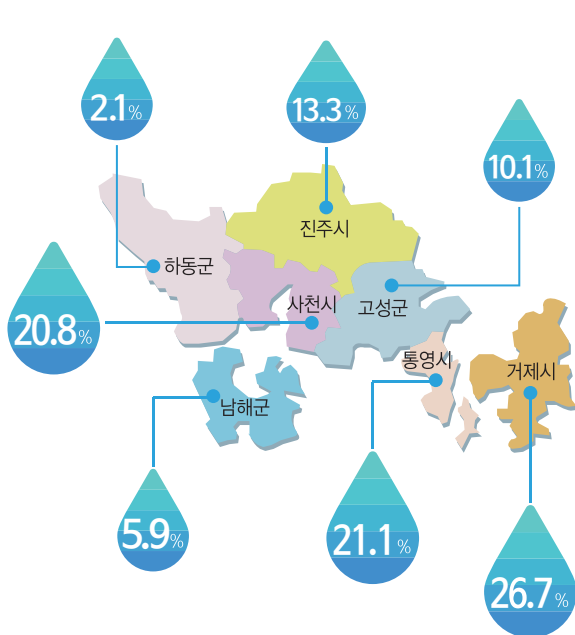 2.1%
13.3%
10.1%
진주시
하동군
사천시
고성군
20.8%
통영시
거제시
남해군
5.9%
21.1%
26.7%